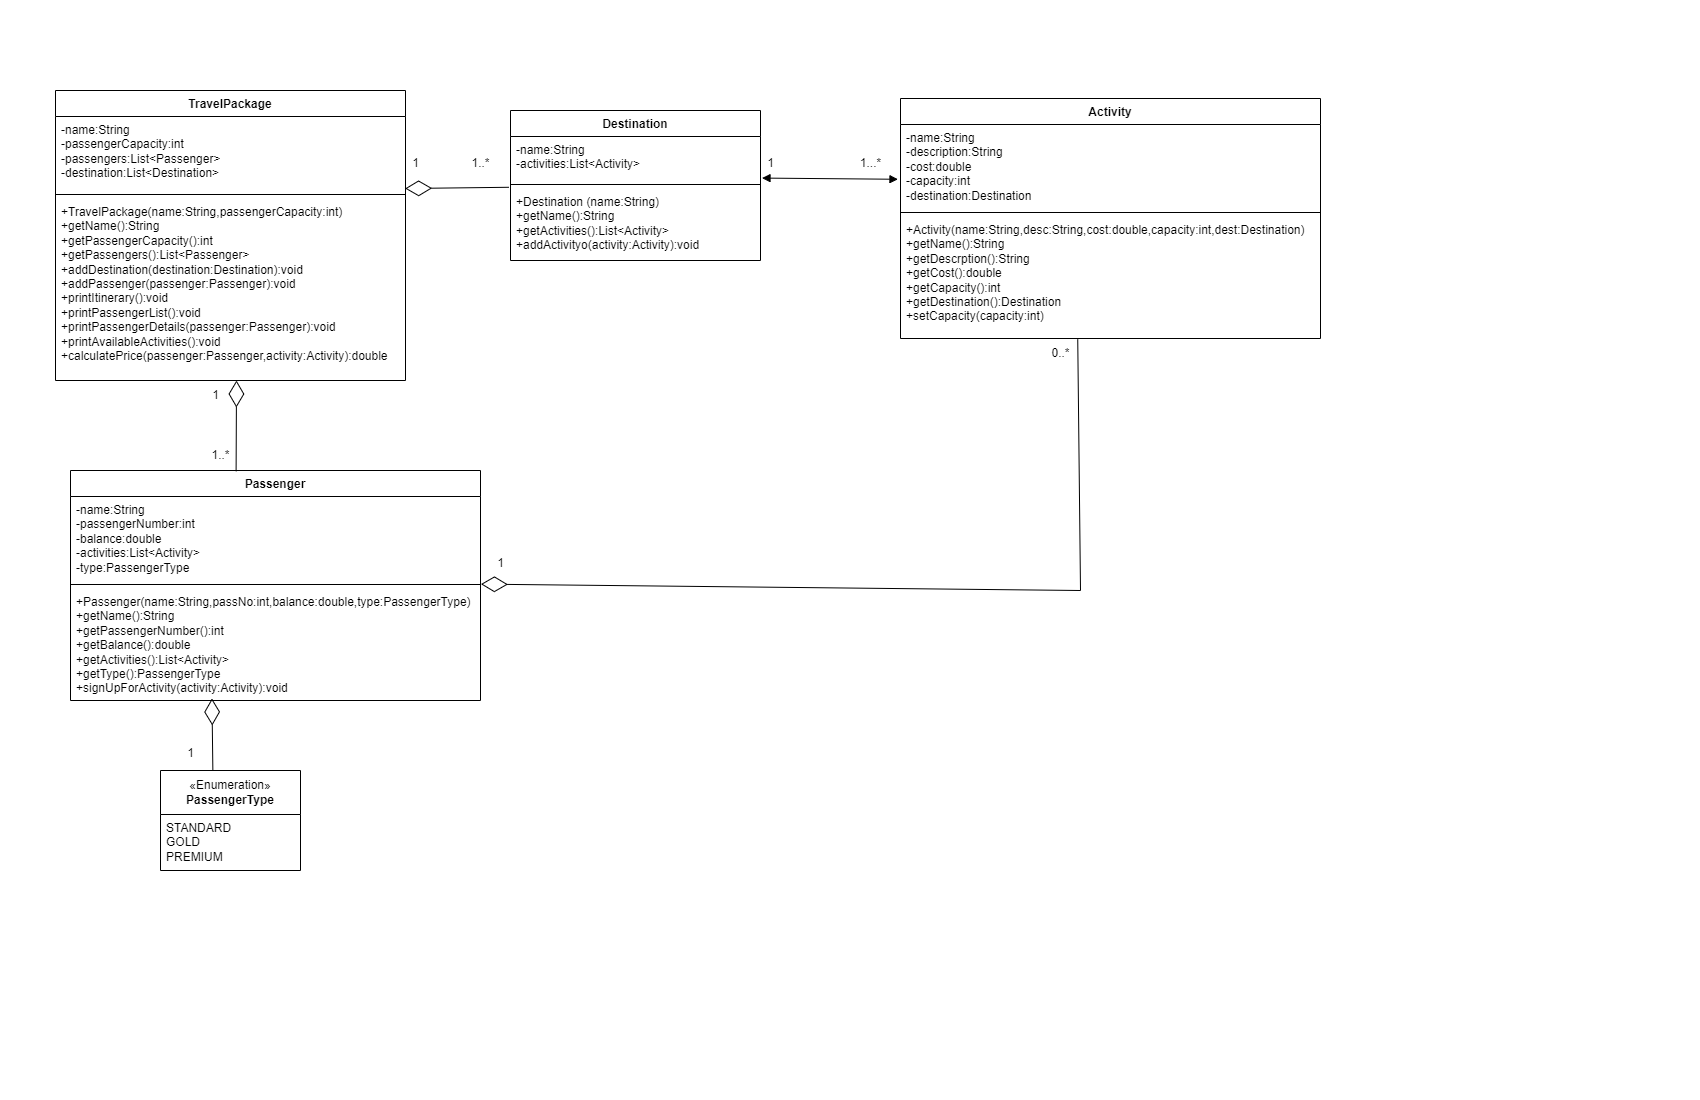 TravelPackage
-name:String
-passengerCapacity:int
-passengers:List<Passenger>
-destination:List<Destination>
+TravelPackage(name:String,passengerCapacity:int)
+getName():String
+getPassengerCapacity():int
+getPassengers():List<Passenger>
+addDestination(destination:Destination):void
+addPassenger(passenger:Passenger):void
+printItinerary():void
+printPassengerList():void
+printPassengerDetails(passenger:Passenger):void
+printAvailableActivities():void
+calculatePrice(passenger:Passenger,activity:Activity):double
1
1..*
Destination
-name:String
-activities:List<Activity>
+Destination (name:String)
+getName():String
+getActivities():List<Activity>
+addActivityo(activity:Activity):void
1
1...*
Activity
-name:String
-description:String
-cost:double
-capacity:int
-destination:Destination
+Activity(name:String,desc:String,cost:double,capacity:int,dest:Destination)
+getName():String
+getDescrption():String
+getCost():double
+getCapacity():int
+getDestination():Destination
+setCapacity(capacity:int)
0..*
1
1..*
Passenger
-name:String
-passengerNumber:int
-balance:double
-activities:List<Activity>
-type:PassengerType
+Passenger(name:String,passNo:int,balance:double,type:PassengerType)
+getName():String
+getPassengerNumber():int
+getBalance():double
+getActivities():List<Activity>
+getType():PassengerType
+signUpForActivity(activity:Activity):void
1
1
«Enumeration»
PassengerType
STANDARD
GOLD
PREMIUM